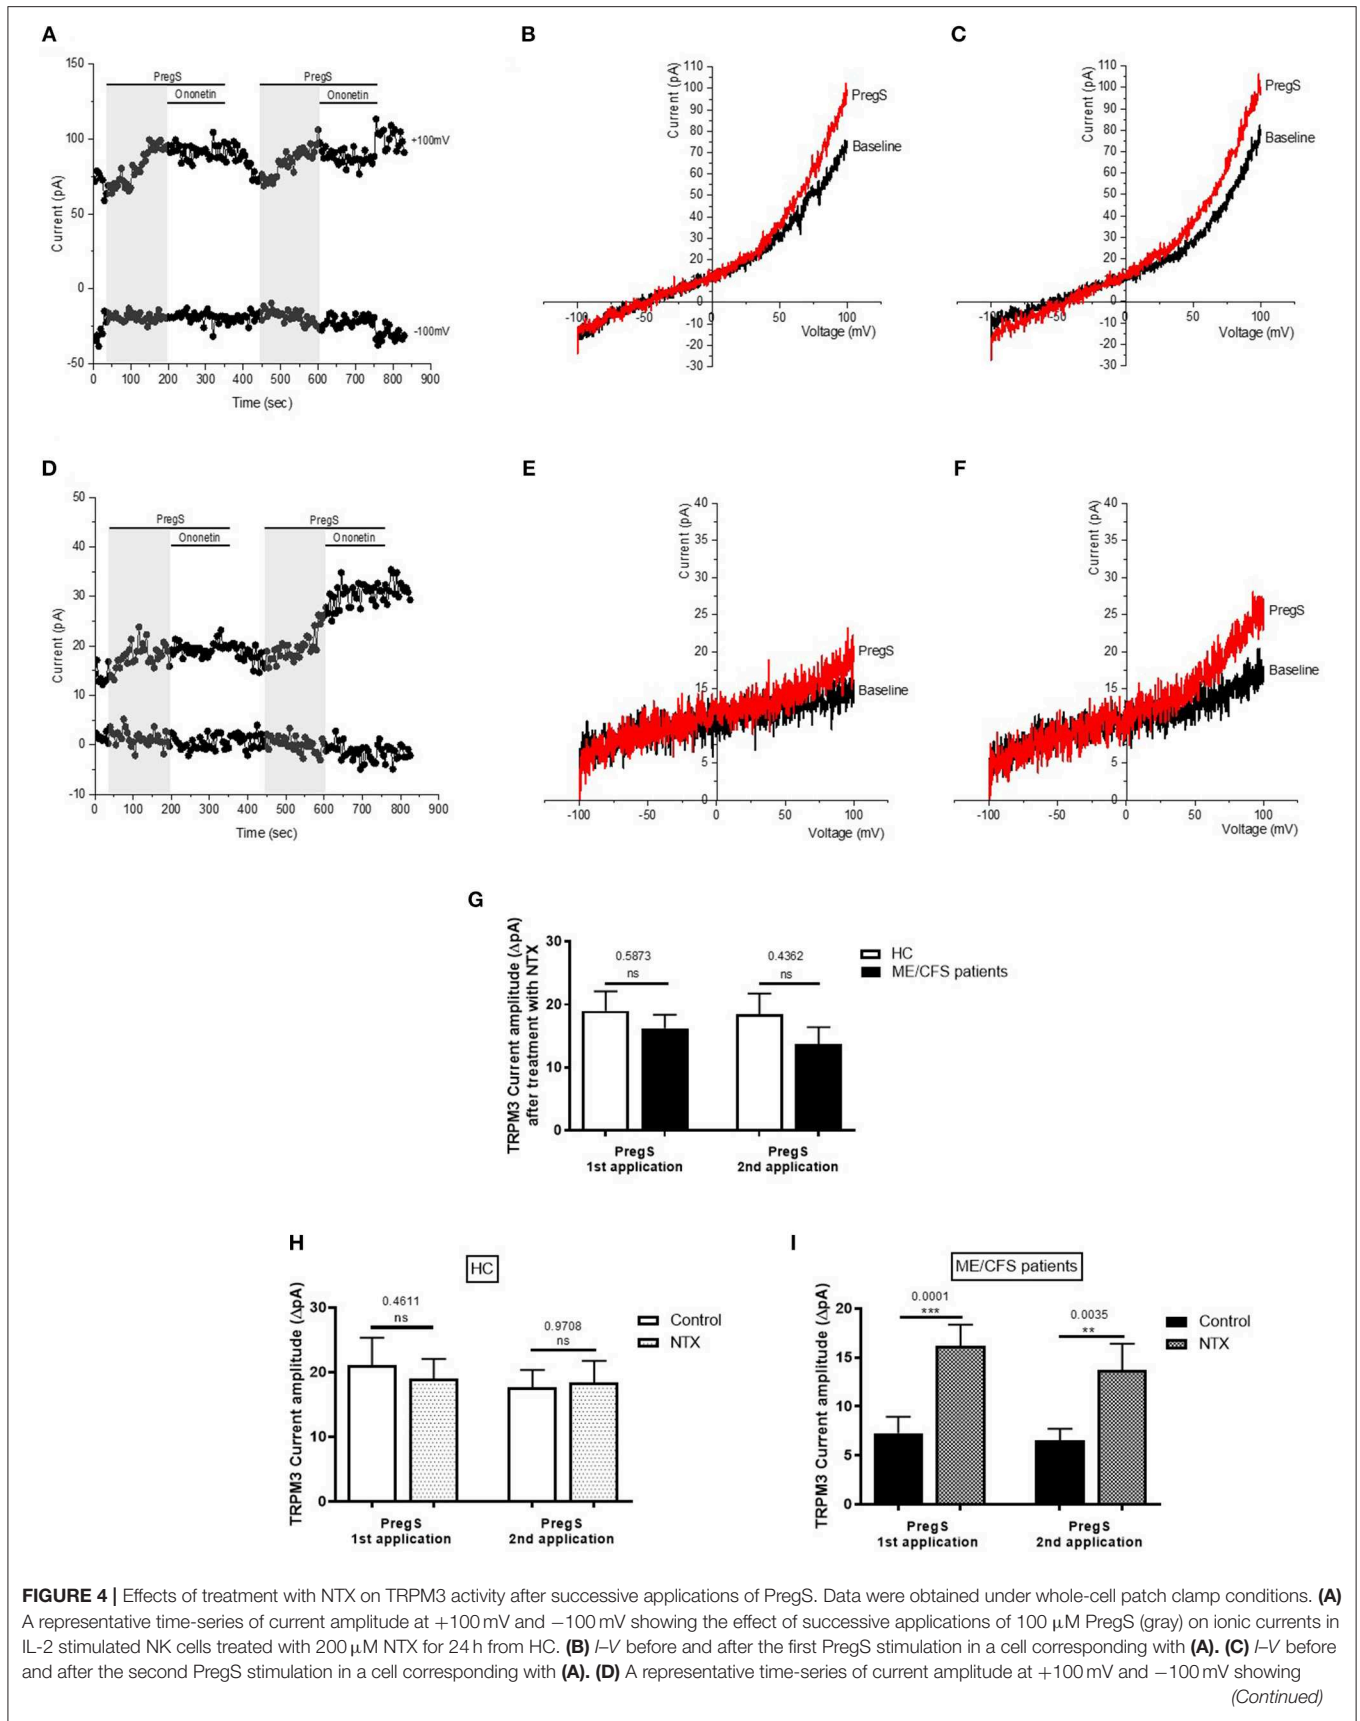 A
150
100
50
0
-50
Current (pA)
PregS
Ononetin
PregS
Ononetin
+100mV
-100mV
0 100 200 300 400 500 600 700 800 900
Time (sec)
B
Current (pA)
110
100
90
80
70
60
50
40
30
20
10
0
-10
-20
-30
-100 -50 0 50 100
Voltage (mV)
PregS
Baseline
C
Current (pA)
110
100
90
80
70
60
50
40
30
20
10
0
-10
-20
-30
-100 -50 0 50 100
Voltage (mV)
PregS
Baseline
D
50
40
30
20
10
0
-10
Current (pA)
PregS
Ononetin
PregS
Ononetin
0 100 200 300 400 500 600 700 800 900
Time (sec)
E
Current (pA)
40
35
30
25
20
15
10
5
0
-100 -50 0 50 100
Voltage (mV)
PregS
Baseline
F
Current (pA)
40
35
30
25
20
15
10
5
0
-100 -50 0 50 100
Voltage (mV)
PregS
Baseline
G
TRPM3 Current amplitude (ΔpA)
after treatment with NTX
30
20
10
0
0.5873
ns
0.4362
ns
HC
ME/CFS patients
PregS
1st application
PregS
2nd application
H
HC
TRPM3 Current amplitude (ΔpA)
30
20
10
0
0.4611
ns
0.9708
ns
Control
NTX
PregS
1st application
PregS
2nd application
I
ME/CFS patients
TRPM3 Current amplitude (ΔpA)
20
15
10
5
0
0.0001
***
0.0035
**
Control
NTX
PregS
1st application
PregS
2nd application
FIGURE 4 | Effects of treatment with NTX on TRPM3 activity after successive applications of PregS. Data were obtained under whole-cell patch clamp conditions. (A)
A representative time-series of current amplitude at +100 mV and −100 mV showing the effect of successive applications of 100 μM PregS (gray) on ionic currents in
IL-2 stimulated NK cells treated with 200 μM NTX for 24 h from HC. (B) I–V before and after the first PregS stimulation in a cell corresponding with (A). (C) I–V before
and after the second PregS stimulation in a cell corresponding with (A). (D) A representative time-series of current amplitude at +100 mV and −100 mV showing
(Continued)